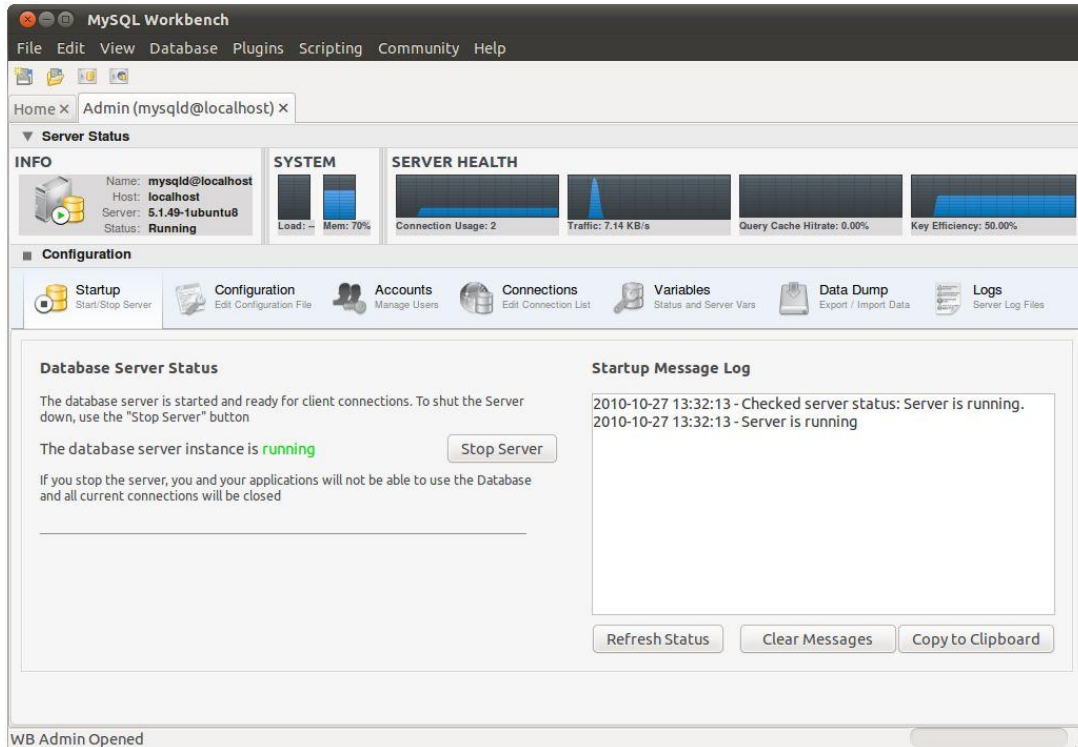 MySQL Workbench
File Edit View Database Plugins Scripting Community Help
Home × Admin (mysqld@localhost) ×
Server Status
INFO
Name: mysqld@localhost
Host: localhost
Server: 5.1.49-1ubuntu8
Status: Running
SYSTEM
Load: -- Mem: 70%
SERVER HEALTH
Connection Usage: 2 Traffic: 7.14 KB/s Query Cache Hitrate: 0.00% Key Efficiency: 50.00%
Configuration
Startup
Start/Stop Server
Configuration
Edit Configuration File
Accounts
Manage Users
Connections
Edit Connection List
Variables
Status and Server Vars
Data Dump
Export / Import Data
Logs
Server Log Files
Database Server Status
The database server is started and ready for client connections. To shut the Server
down, use the "Stop Server" button
The database server instance is running
Stop Server
If you stop the server, you and your applications will not be able to use the Database
and all current connections will be closed
Startup Message Log
2010-10-27 13:32:13 - Checked server status: Server is running.
2010-10-27 13:32:13 - Server is running
Refresh Status Clear Messages Copy to Clipboard
WB Admin Opened